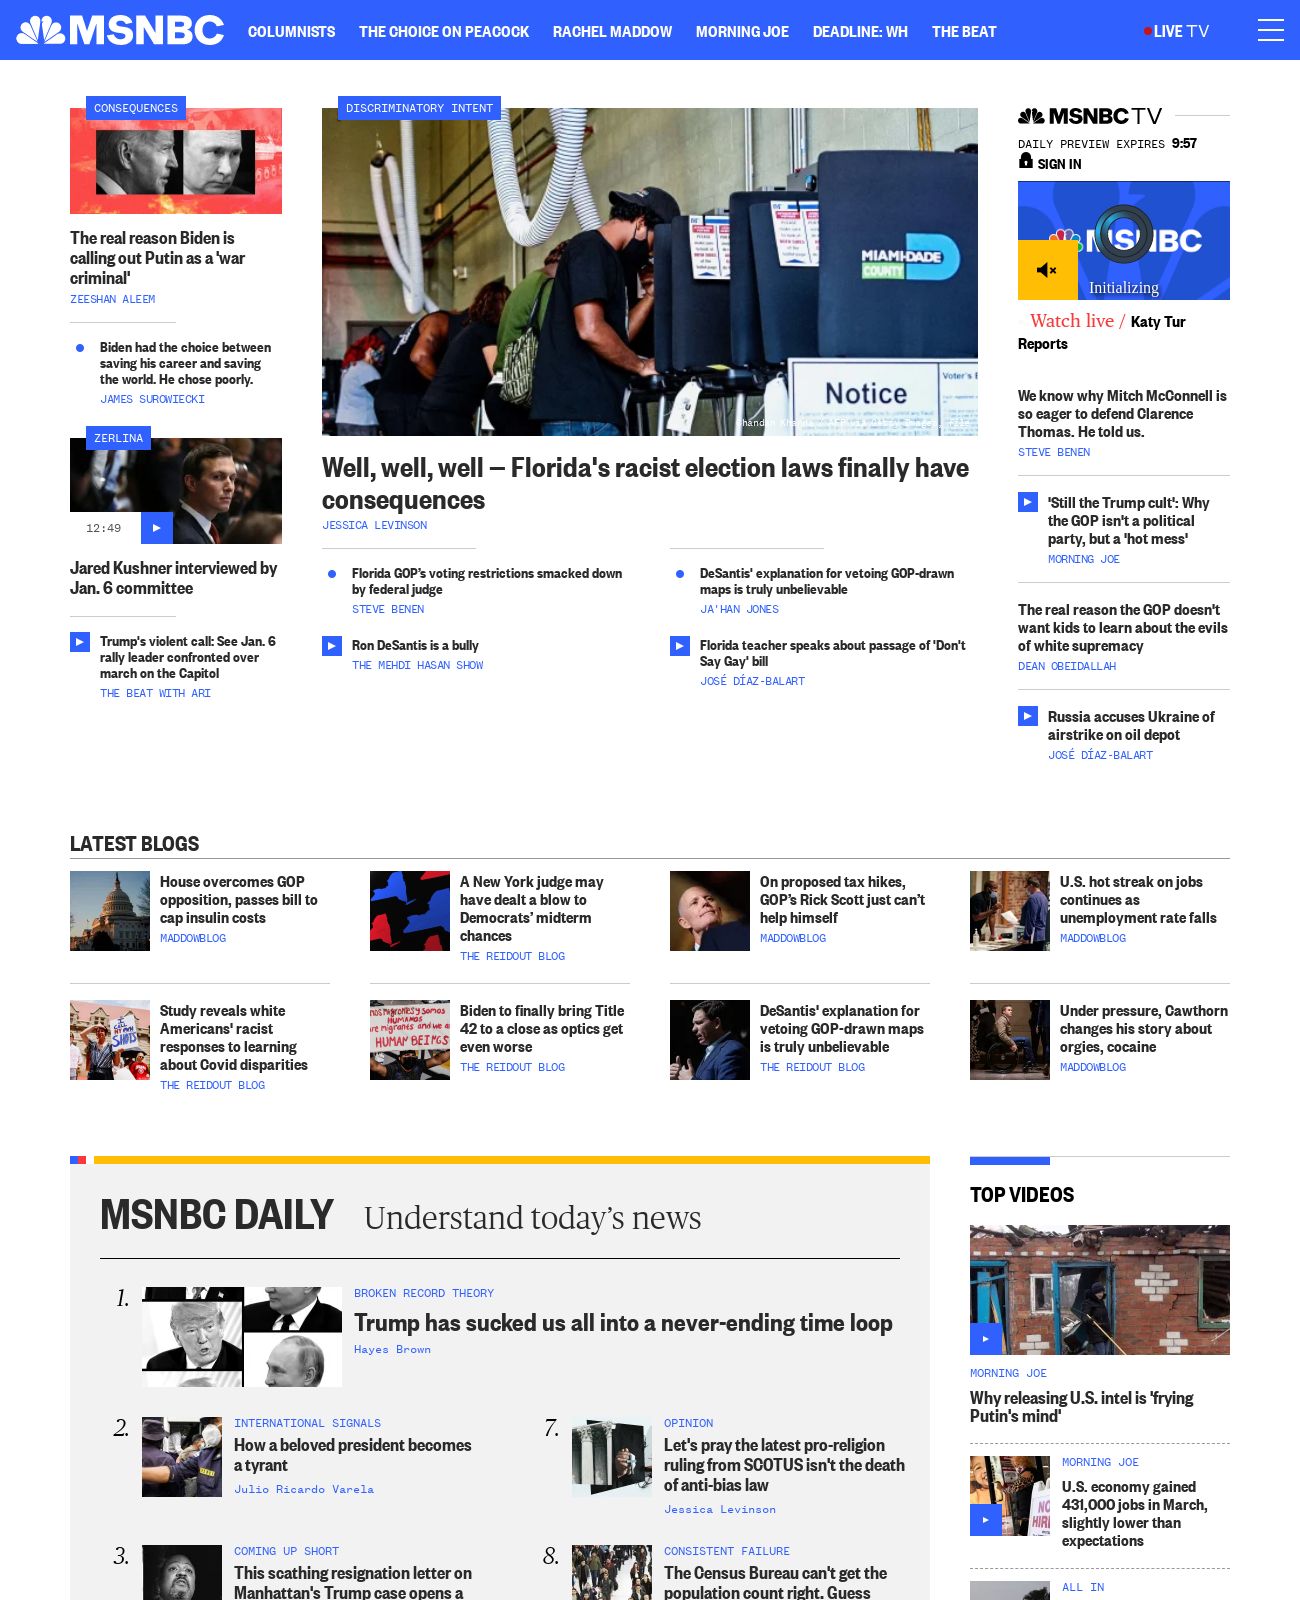 MSNBC
COLUMNISTS
THE CHOICE ON PEACOCK
RACHEL MADDOW
MORNING JOE
DEADLINE: WH
THE BEAT
LIVE TV
CONSEQUENCES
The real reason Biden is
calling out Putin as a 'war
criminal'
ZEESHAN ALEEM
Biden had the choice between
saving his career and saving
the world. He chose poorly.
JAMES SUROWIECKI
ZERLINA
12:49
Jared Kushner interviewed by
Jan. 6 committee
Trump's violent call: See Jan. 6
rally leader confronted over
march on the Capitol
THE BEAT WITH ARI
DISCRIMINATORY INTENT
MIAMI-DADE
COUNTY
Notice
Well, well, well — Florida's racist election laws finally have
consequences
JESSICA LEVINSON
Florida GOP’s voting restrictions smacked down
by federal judge
STEVE BENEN
Ron DeSantis is a bully
THE MEHDI HASAN SHOW
DeSantis' explanation for vetoing GOP-drawn
maps is truly unbelievable
JA'HAN JONES
Florida teacher speaks about passage of 'Don't
Say Gay' bill
JOSÉ DÍAZ-BALART
MSNBC TV
DAILY PREVIEW EXPIRES 9:57
SIGN IN
MSNBC
Initializing
Watch live / Katy Tur
Reports
We know why Mitch McConnell is
so eager to defend Clarence
Thomas. He told us.
STEVE BENEN
'Still the Trump cult': Why
the GOP isn't a political
party, but a 'hot mess'
MORNING JOE
The real reason the GOP doesn't
want kids to learn about the evils
of white supremacy
DEAN OBEIDALLAH
Russia accuses Ukraine of
airstrike on oil depot
JOSÉ DÍAZ-BALART
LATEST BLOGS
House overcomes GOP
opposition, passes bill to
cap insulin costs
MADDOWBLOG
A New York judge may
have dealt a blow to
Democrats’ midterm
chances
THE REIDOUT BLOG
On proposed tax hikes,
GOP’s Rick Scott just can’t
help himself
MADDOWBLOG
U.S. hot streak on jobs
continues as
unemployment rate falls
MADDOWBLOG
Study reveals white
Americans' racist
responses to learning
about Covid disparities
THE REIDOUT BLOG
HUMAN BEINGS
Biden to finally bring Title
42 to a close as optics get
even worse
THE REIDOUT BLOG
DeSantis' explanation for
vetoing GOP-drawn maps
is truly unbelievable
THE REIDOUT BLOG
Under pressure, Cawthorn
changes his story about
orgies, cocaine
MADDOWBLOG
MSNBC DAILY
Understand today’s news
1.
BROKEN RECORD THEORY
Trump has sucked us all into a never-ending time loop
Hayes Brown
2.
INTERNATIONAL SIGNALS
How a beloved president becomes
a tyrant
Julio Ricardo Varela
3.
COMING UP SHORT
This scathing resignation letter on
Manhattan's Trump case opens a
7.
OPINION
Let's pray the latest pro-religion
ruling from SCOTUS isn't the death
of anti-bias law
Jessica Levinson
8.
CONSISTENT FAILURE
The Census Bureau can't get the
population count right. Guess
TOP VIDEOS
MORNING JOE
Why releasing U.S. intel is 'frying
Putin's mind'
MORNING JOE
U.S. economy gained
431,000 jobs in March,
slightly lower than
expectations
ALL IN